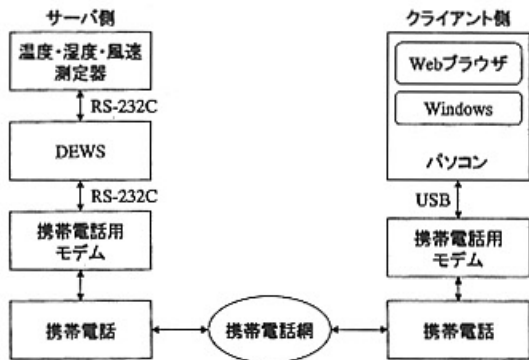 サーバ側
温度・湿度・風速
測定器
RS-232C
DEWS
RS-232C
携帯電話用
モデム
携帯電話
携帯電話網
クライアント側
Webブラウザ
Windows
パソコン
USB
携帯電話用
モデム
携帯電話